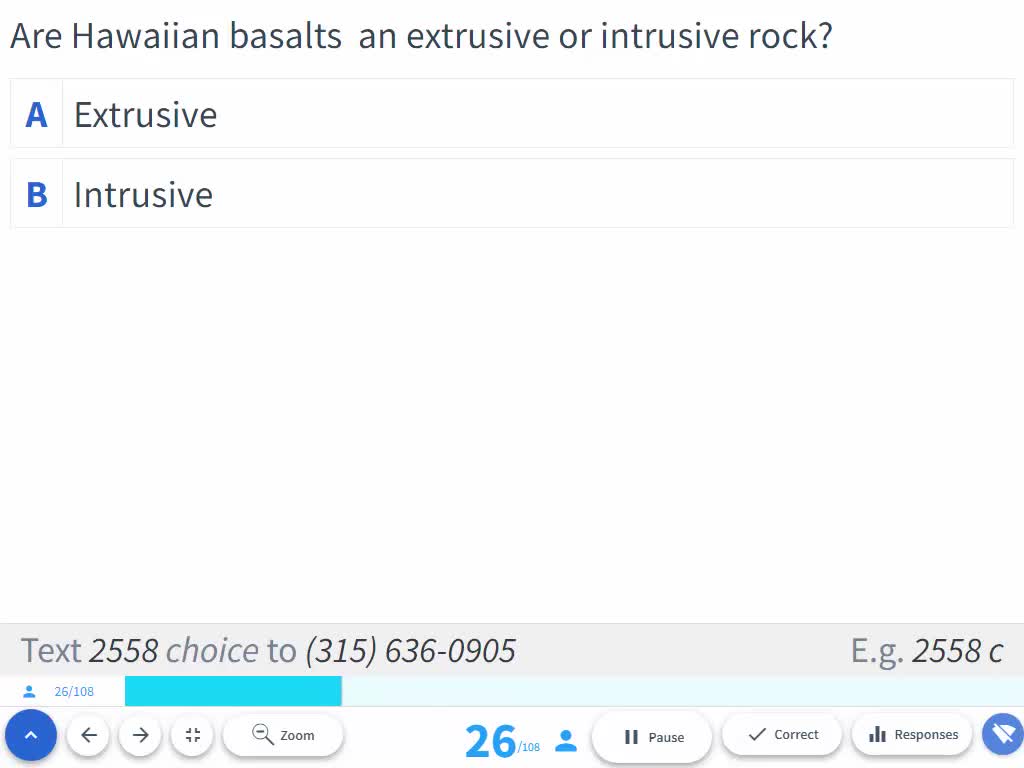 Are Hawaiian basalts  an extrusive or intrusive rock?
A Extrusive
B Intrusive
Text 2558 choice to (315) 636-0905 E.g. 2558 c
26/108
Zoom 26/108 Pause Correct Responses